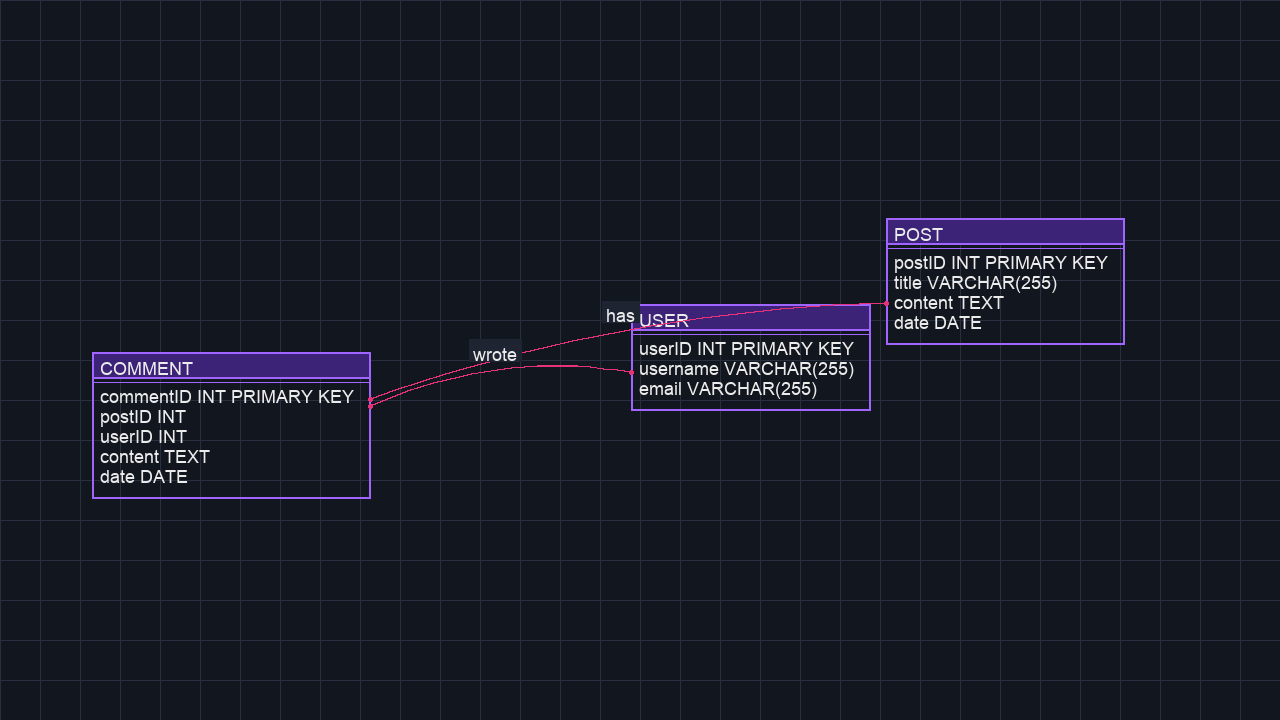 POST
postID INT PRIMARY KEY
title VARCHAR(255)
content TEXT
date DATE
has
USER
userID INT PRIMARY KEY
username VARCHAR(255)
email VARCHAR(255)
wrote
COMMENT
commentID INT PRIMARY KEY
postID INT
userID INT
content TEXT
date DATE